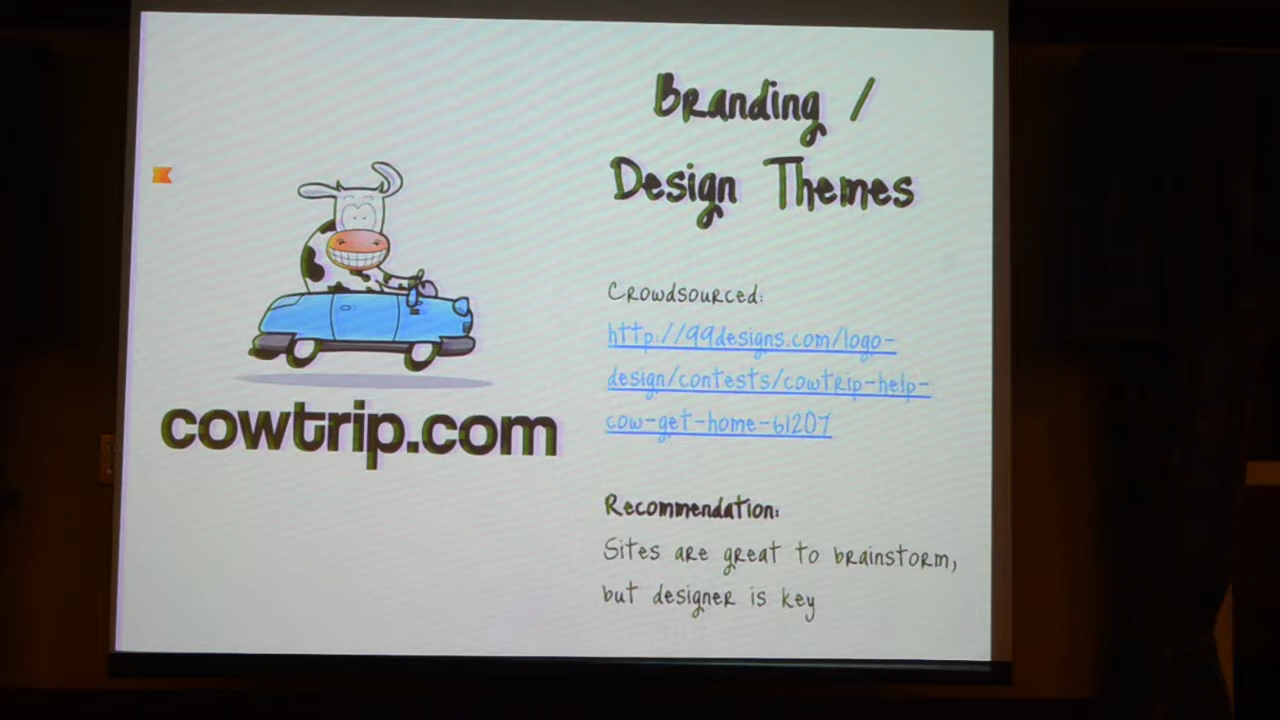 Branding /
Design Themes
cowtrip.com
Crowdsourced:
http://99designs.com/logo-
design/contests/cowtrip-help-
cow-get-home-61207
Recommendation:
Sites are great to brainstorm,
but designer is key